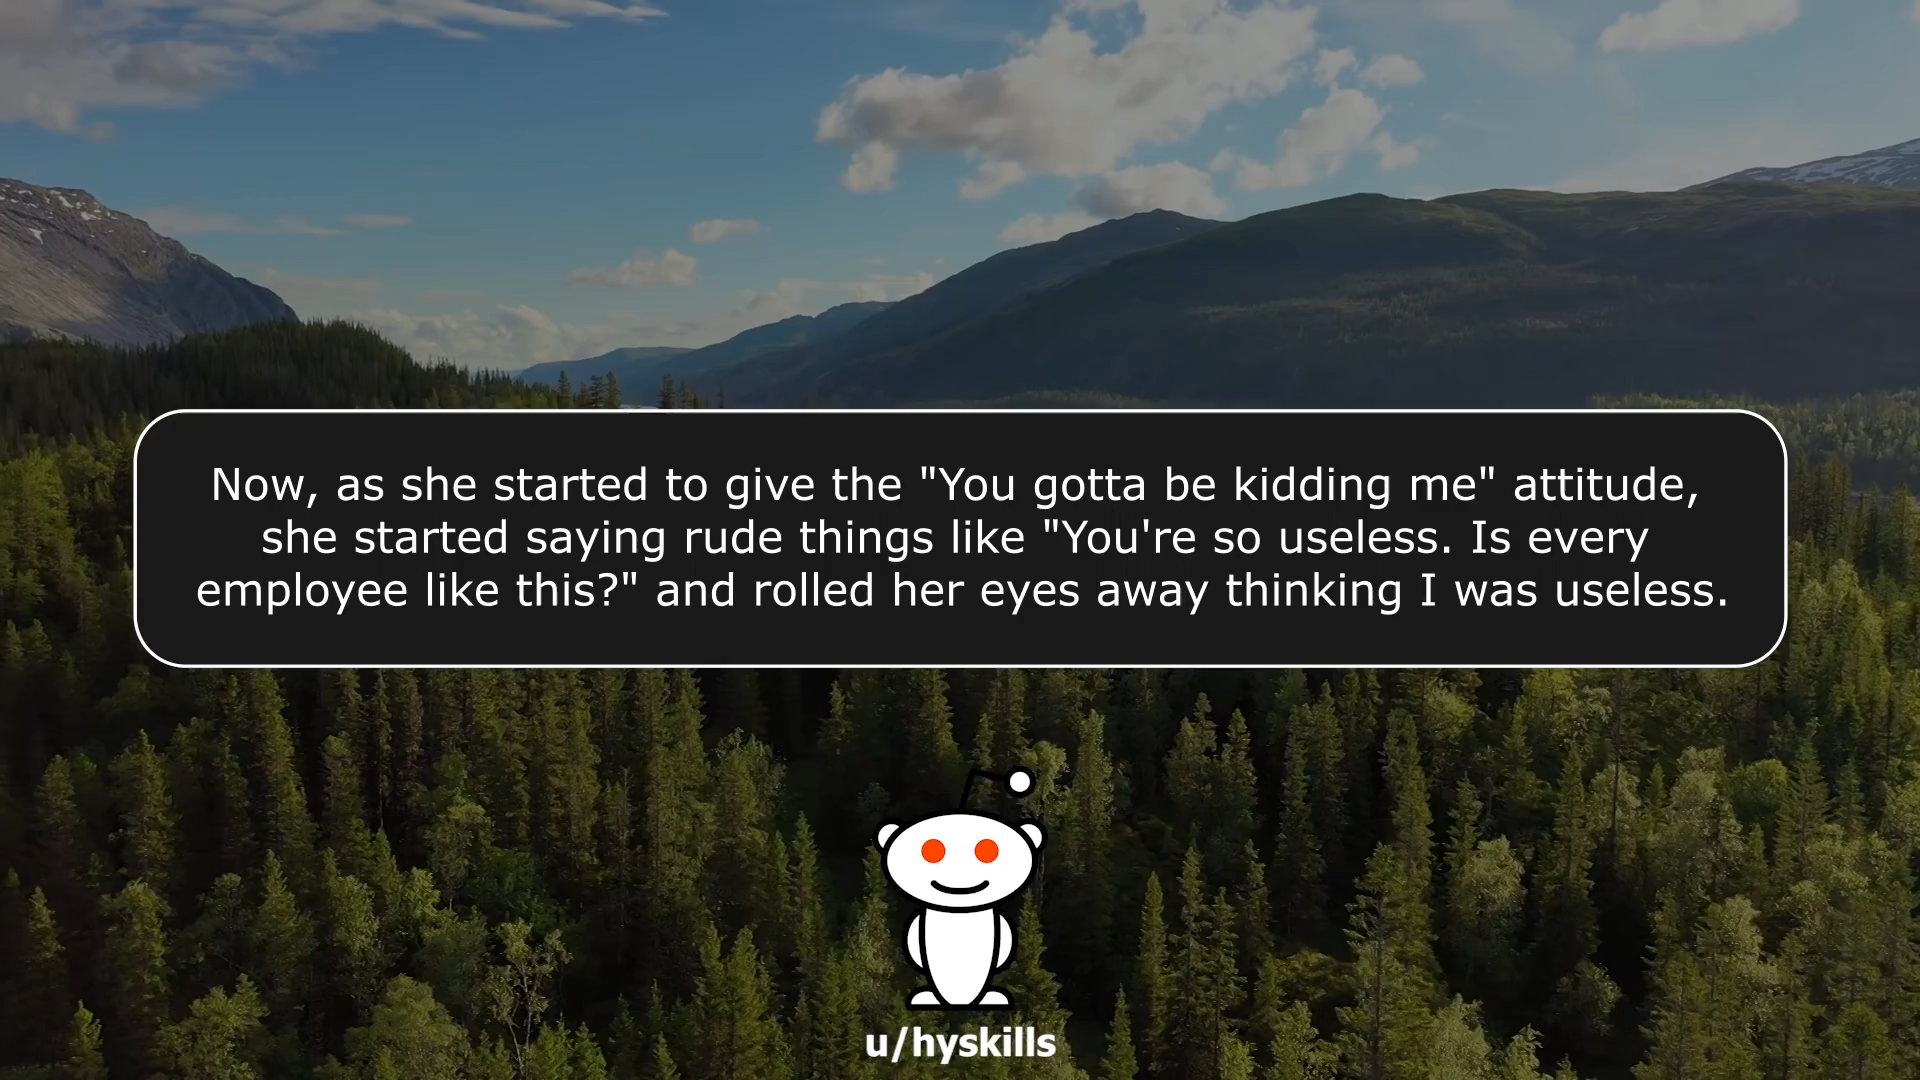 Now, as she started to give the "You gotta be kidding me" attitude,
she started saying rude things like "You're so useless. Is every
employee like this?" and rolled her eyes away thinking I was useless.
u/hyskills